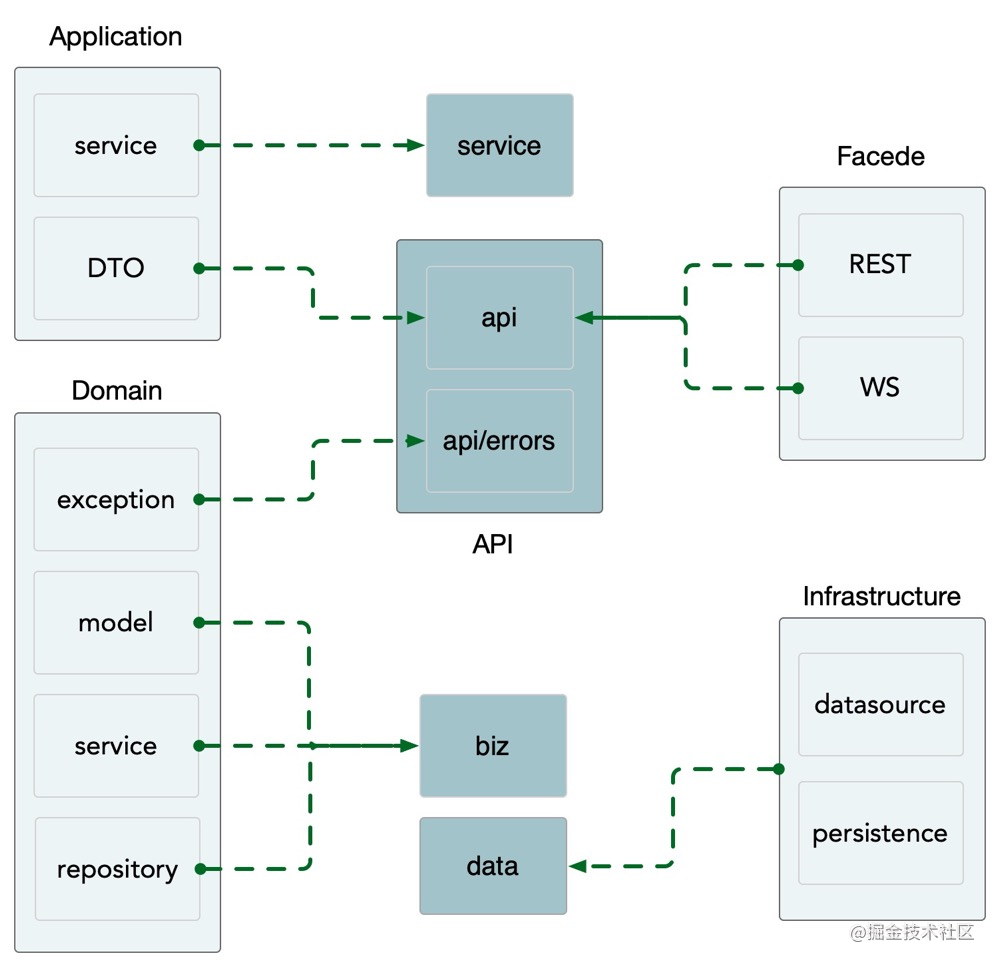 Application
service
DTO
service
Facede
REST
WS
api
api/errors
API
Domain
exception
model
service
repository
biz
data
Infrastructure
datasource
persistence
@掘金技术社区